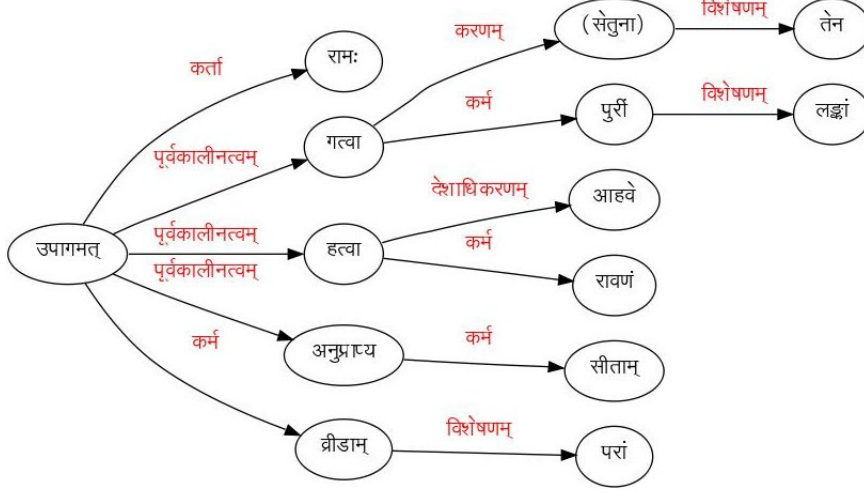 विशेषणम्
करणम्
(सेतुना)
तेन
कर्ता
रामः
कर्म
विशेषणम्
पुरीं
लङ्कां
पूर्वकालीनत्वम्
गत्वा
देशाधिकरणम्
आहवे
पूर्वकालीनत्वम्
कर्म
उपागमत्
हत्वा
पूर्वकालीनत्वम्
रावणं
कर्म
कर्म
अनुप्राप्य
सीताम्
विशेषणम्
व्रीडाम्
परां